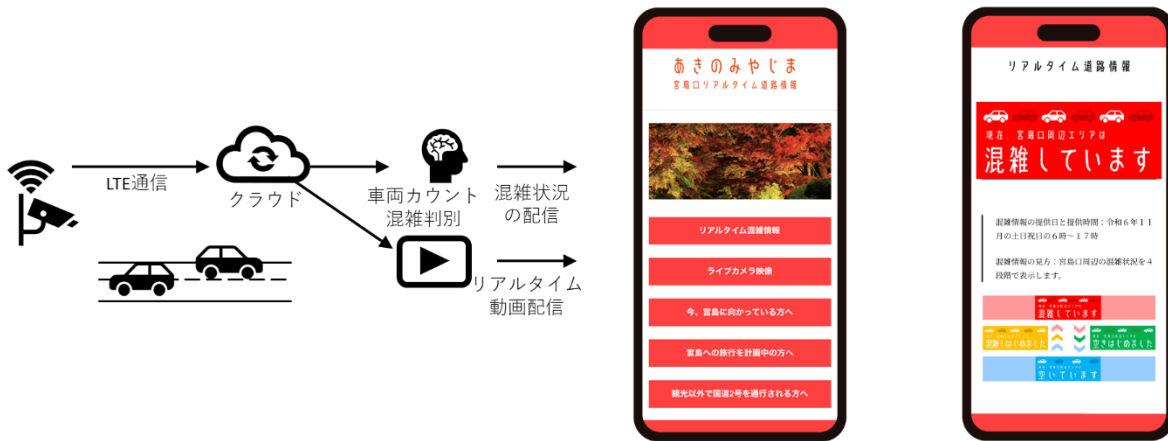 LTE通信
クラウド
車両カウント
混雑判別
混雑状況
の配信
リアルタイム
動画配信
あきのみやじま
宮島口リアルタイム道路情報
リアルタイム混雑情報
ライブカメラ映像
今、宮島に向かっている方へ
宮島への旅行を計画中の方へ
観光以外で国道2号を通行される方へ
リアルタイム道路情報
現在、宮島口周辺エリアは
混雑しています
混雑情報の提供日と提供時間：令和６年１１
月の土日祝日の６時～１７時
混雑情報の見方：宮島口周辺の混雑状況を４
段階で表示します。
混雑しています
混雑しはじめました
空きはじめました
空いています